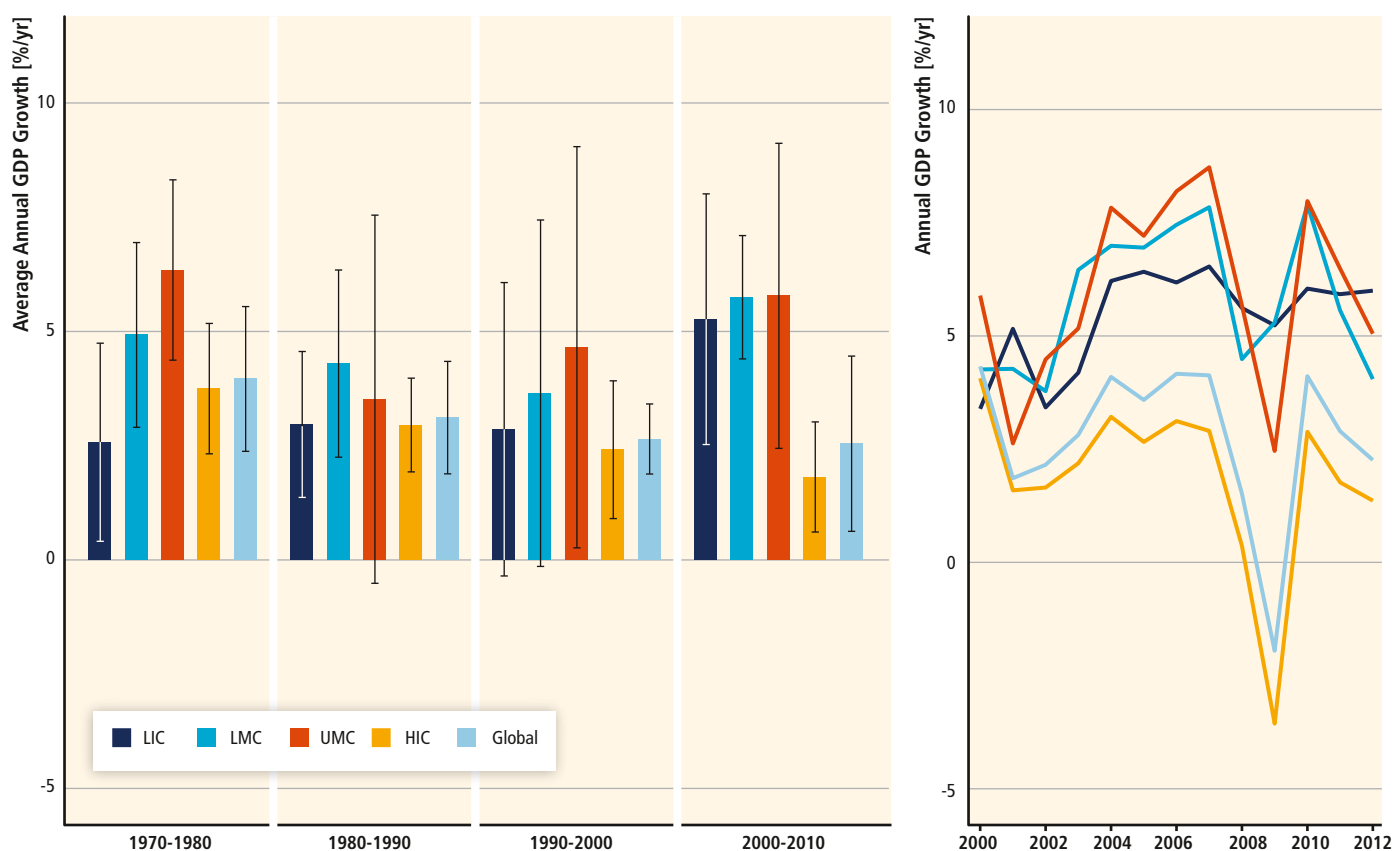 Average Annual GDP Growth [%/yr]
10
5
0
-5
LIC LMC UMC HIC Global
1970-1980 1980-1990 1990-2000 2000-2010
Annual GDP Growth [%/yr]
10
5
0
-5
2000 2002 2004 2006 2008 2010 2012